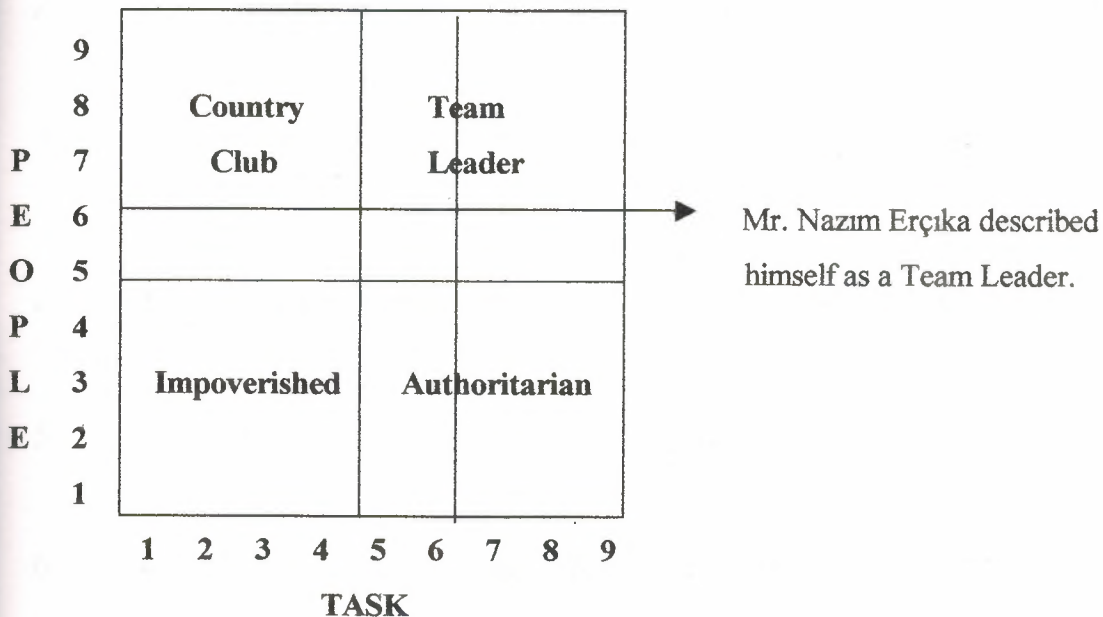 9
8 Country Team
P 7 Club Leader
E 6 Mr. Nazım Erçıka described
O 5 himself as a Team Leader.
P 4
L 3 Impoverished Authoritarian
E 2
1
1 2 3 4 5 6 7 8 9
TASK